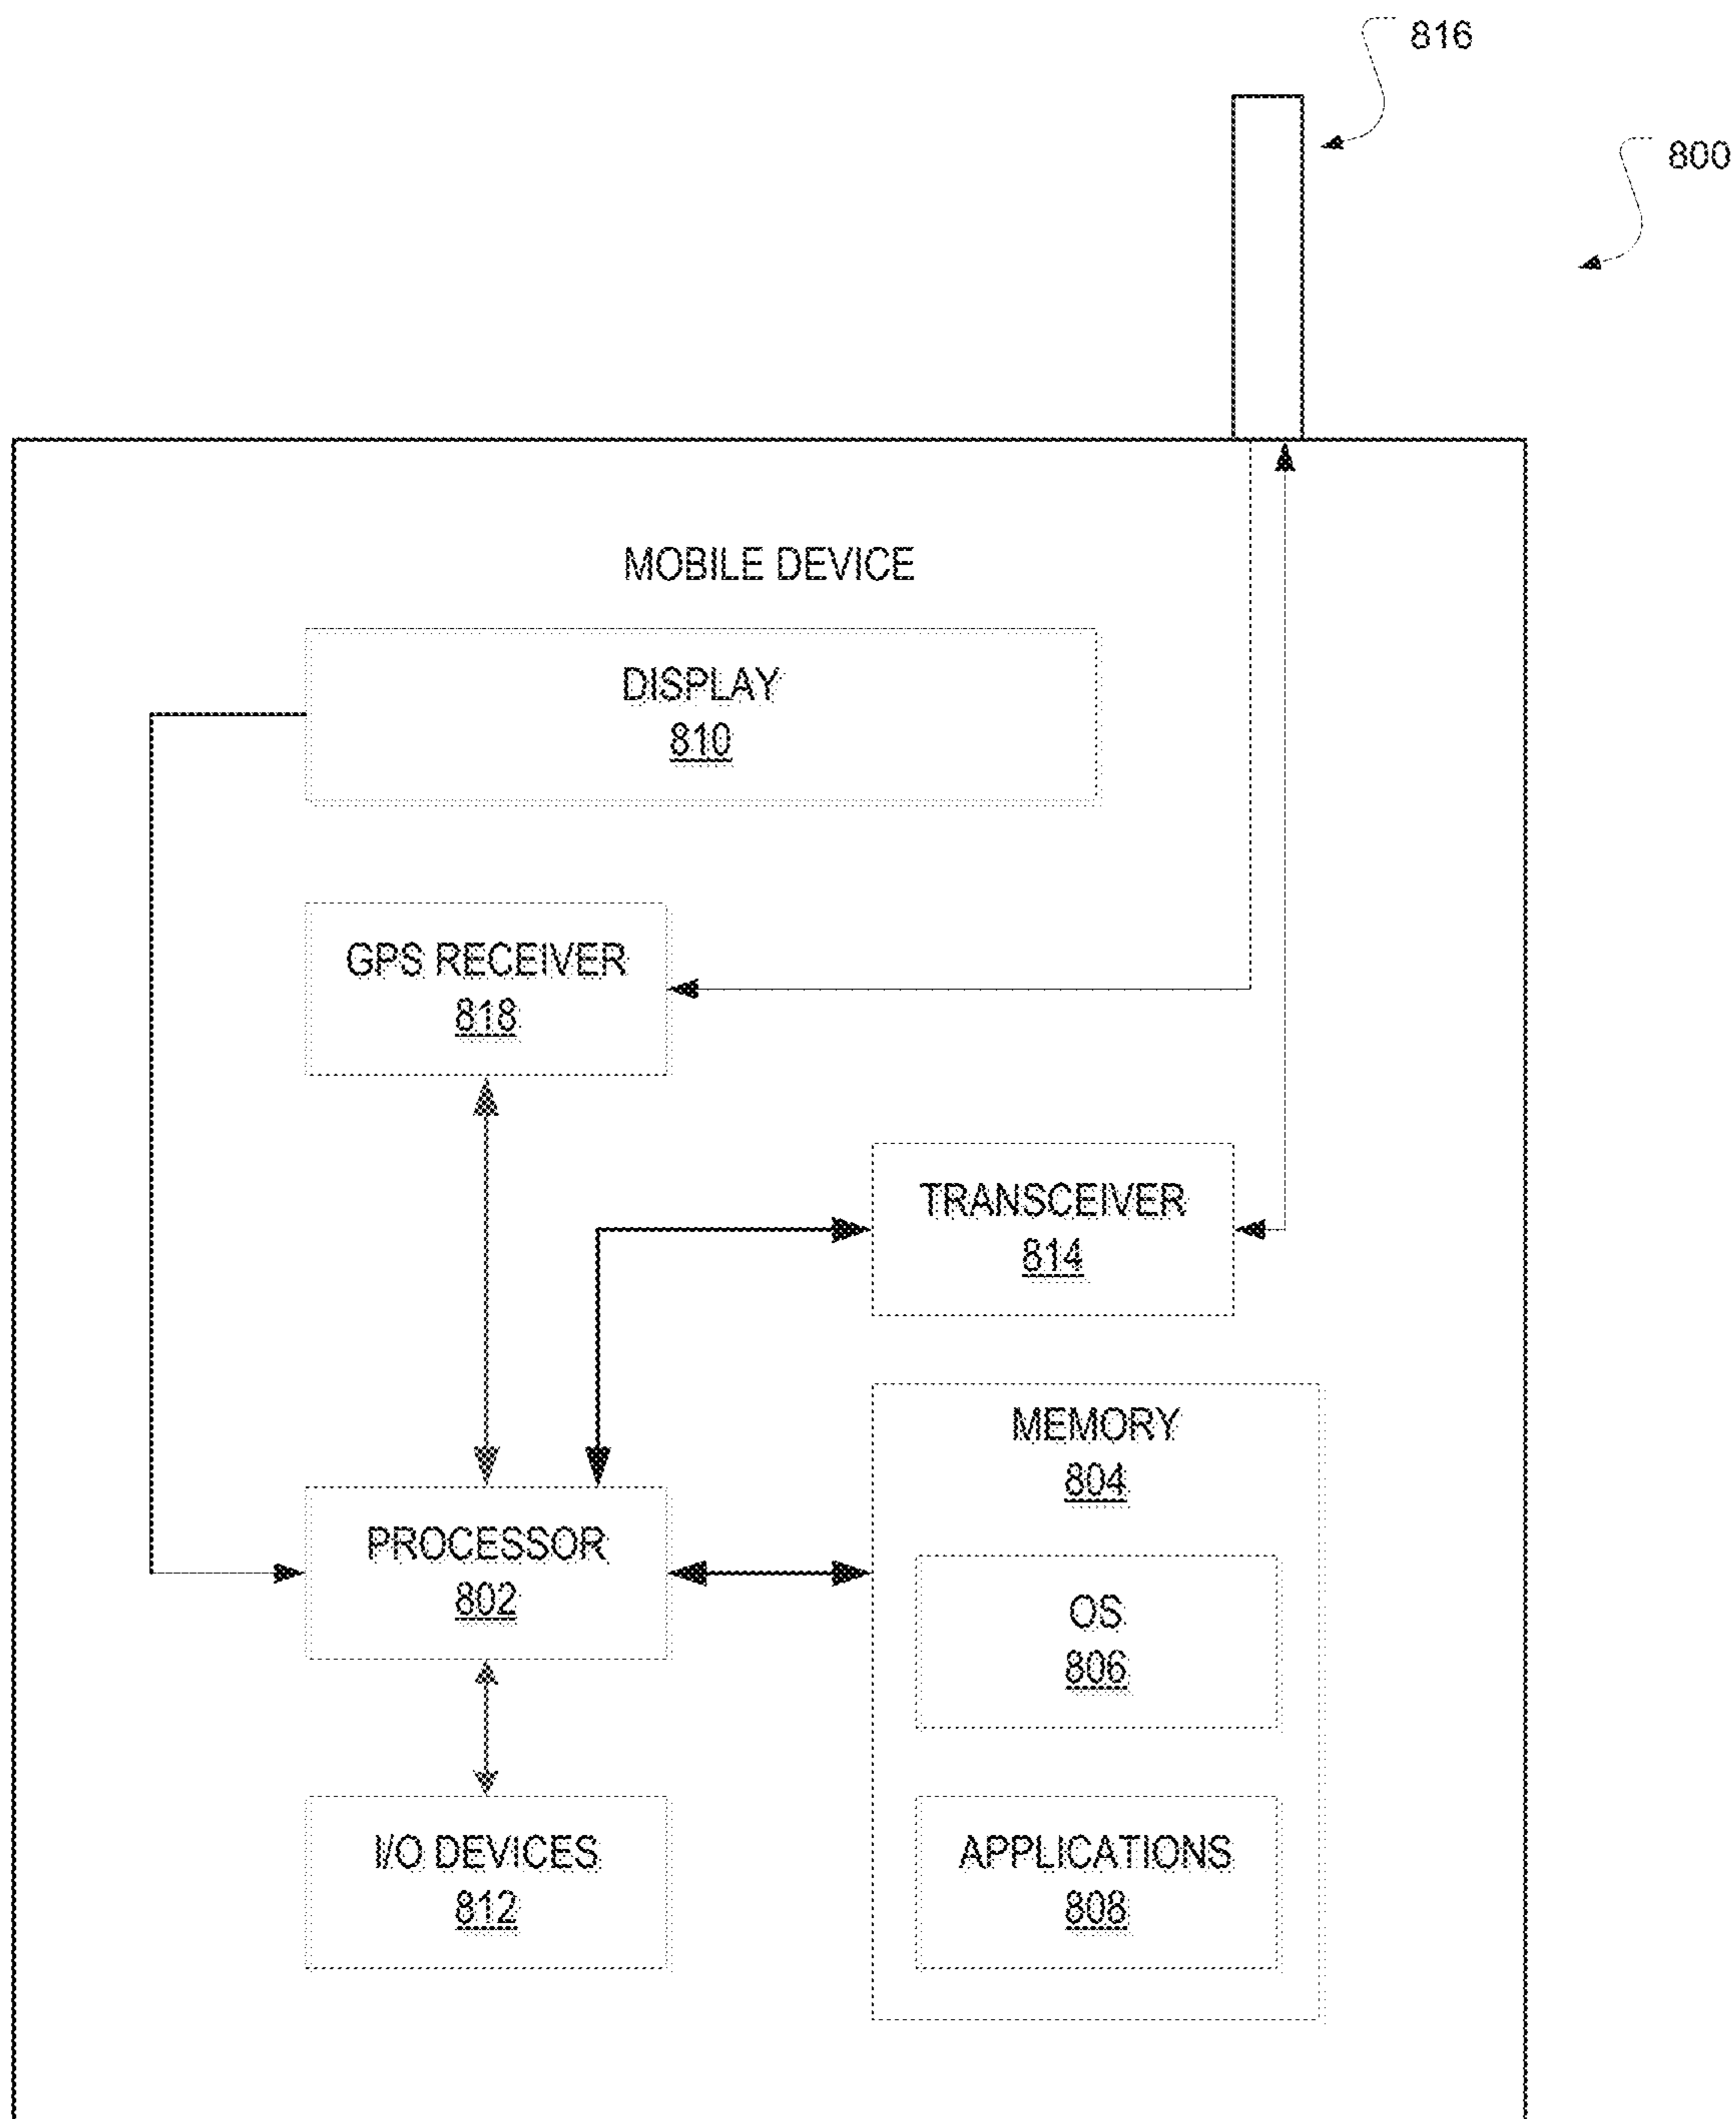 816
800
MOBILE DEVICE
DISPLAY
810
GPS RECEIVER
818
TRANSCEIVER
814
MEMORY
804
PROCESSOR
802
OS
806
I/O DEVICES
812
APPLICATIONS
808